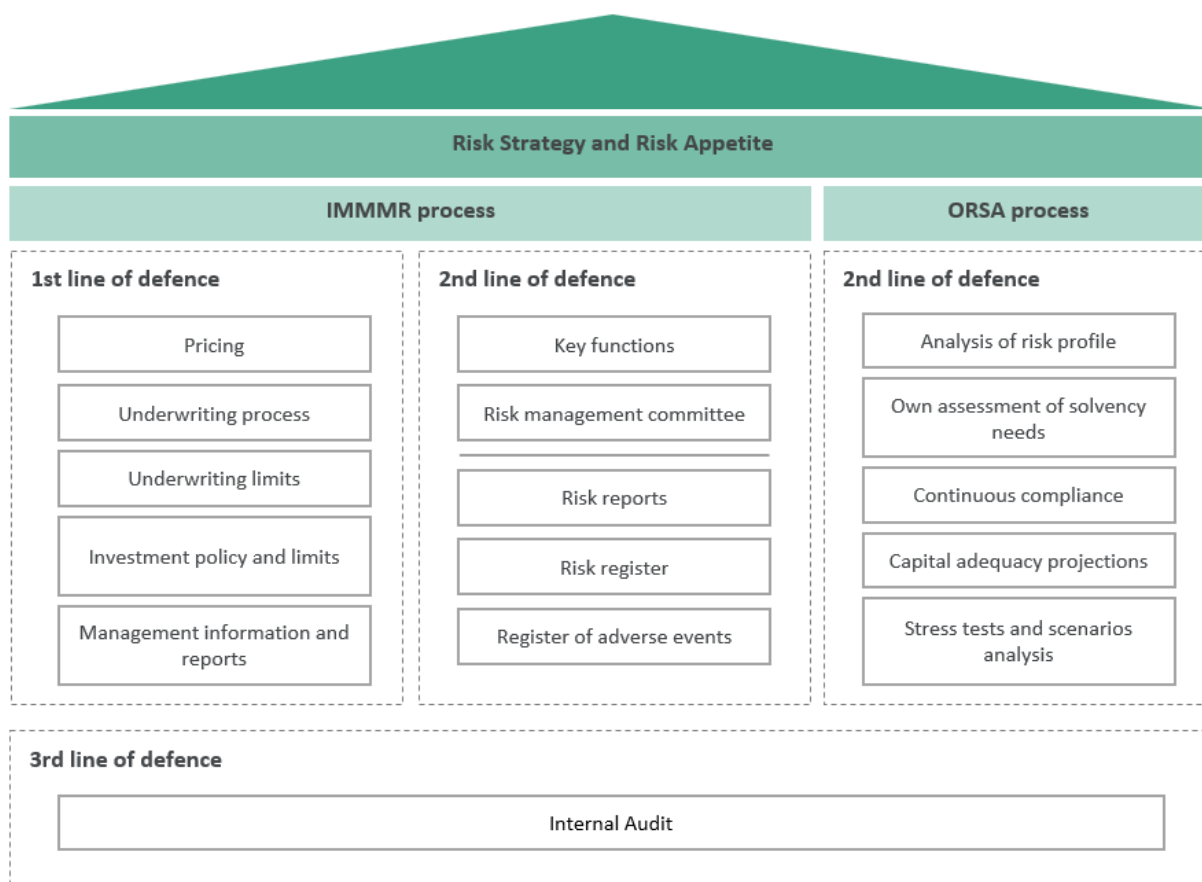 Risk Strategy and Risk Appetite
IMMMR process
ORSA process
1st line of defence
Pricing
Underwriting process
Underwriting limits
Investment policy and limits
Management information and
reports
2nd line of defence
Key functions
Risk management committee
Risk reports
Risk register
Register of adverse events
2nd line of defence
Analysis of risk profile
Own assessment of solvency
needs
Continuous compliance
Capital adequacy projections
Stress tests and scenarios
analysis
3rd line of defence
Internal Audit